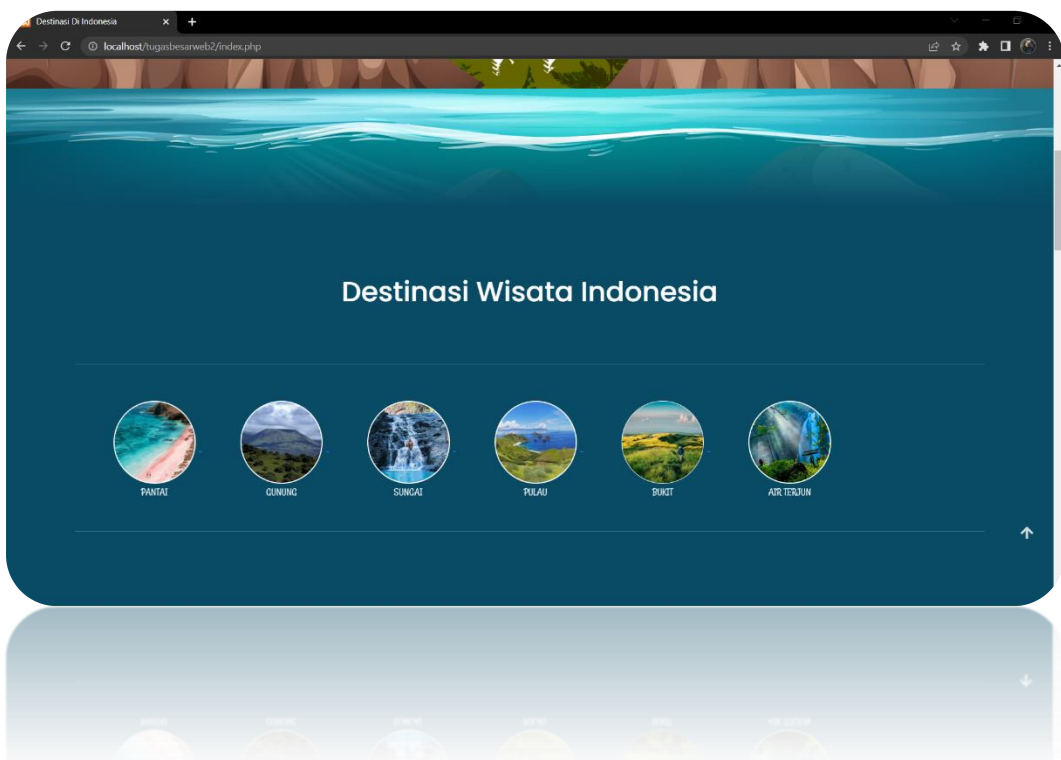 Destinasi Di Indonesia
localhost/tugasbesarweb2/index.php
Destinasi Wisata Indonesia
PANTAI
GUNUNG
SUNGAI
PULAU
BUKIT
AIR TERJUN